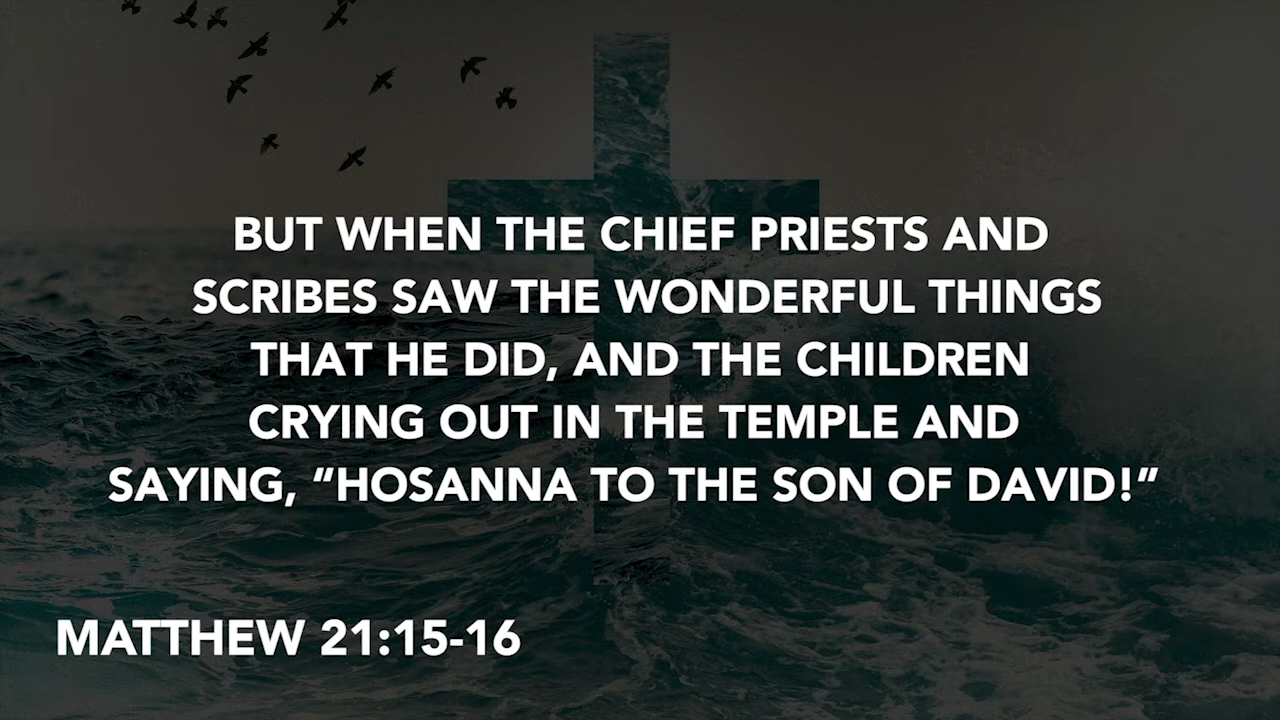 BUT WHEN THE CHIEF PRIESTS AND
SCRIBES SAW THE WONDERFUL THINGS
THAT HE DID, AND THE CHILDREN
CRYING OUT IN THE TEMPLE AND
SAYING, “HOSANNA TO THE SON OF DAVID!”
MATTHEW 21:15-16